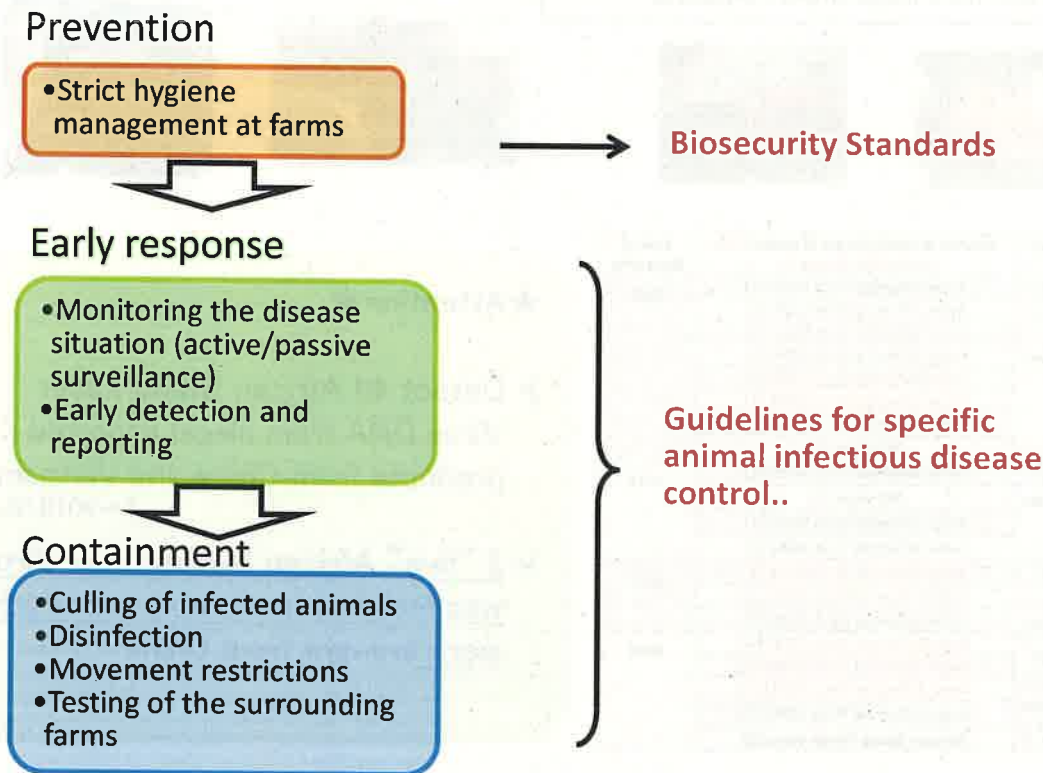 Prevention
•Strict hygiene
management at farms
Biosecurity Standards
Early response
•Monitoring the disease
situation (active/passive
surveillance)
•Early detection and
reporting
Guidelines for specific
animal infectious disease
control..
Containment
•Culling of infected animals
•Disinfection
•Movement restrictions
•Testing of the surrounding
farms